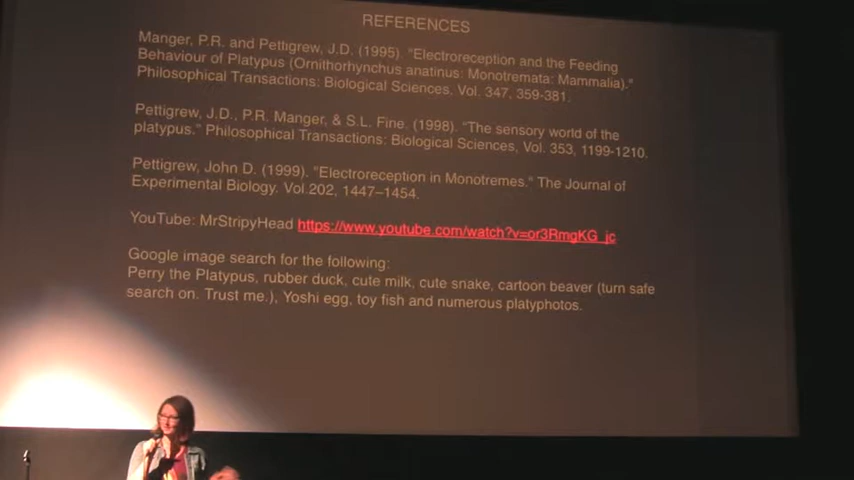 REFERENCES
Manger, P.R. and Pettigrew, J.D. (1995). "Electroreception and the Feeding
Behaviour of Platypus (Ornithorhynchus anatinus: Monotremata: Mammalia)."
Philosophical Transactions: Biological Sciences. Vol. 347, 359-381.
Pettigrew, J.D., P.R. Manger, & S.L. Fine. (1998). "The sensory world of the
platypus." Philosophical Transactions: Biological Sciences, Vol. 353, 1199-1210.
Pettigrew, John D. (1999). "Electroreception in Monotremes." The Journal of
Experimental Biology. Vol.202, 1447–1454.
YouTube: MrStripyHead https://www.youtube.com/watch?v=or3RmgKG_jc
Google image search for the following:
Perry the Platypus, rubber duck, cute milk, cute snake, cartoon beaver (turn safe
search on. Trust me.), Yoshi egg, toy fish and numerous platyphotos.